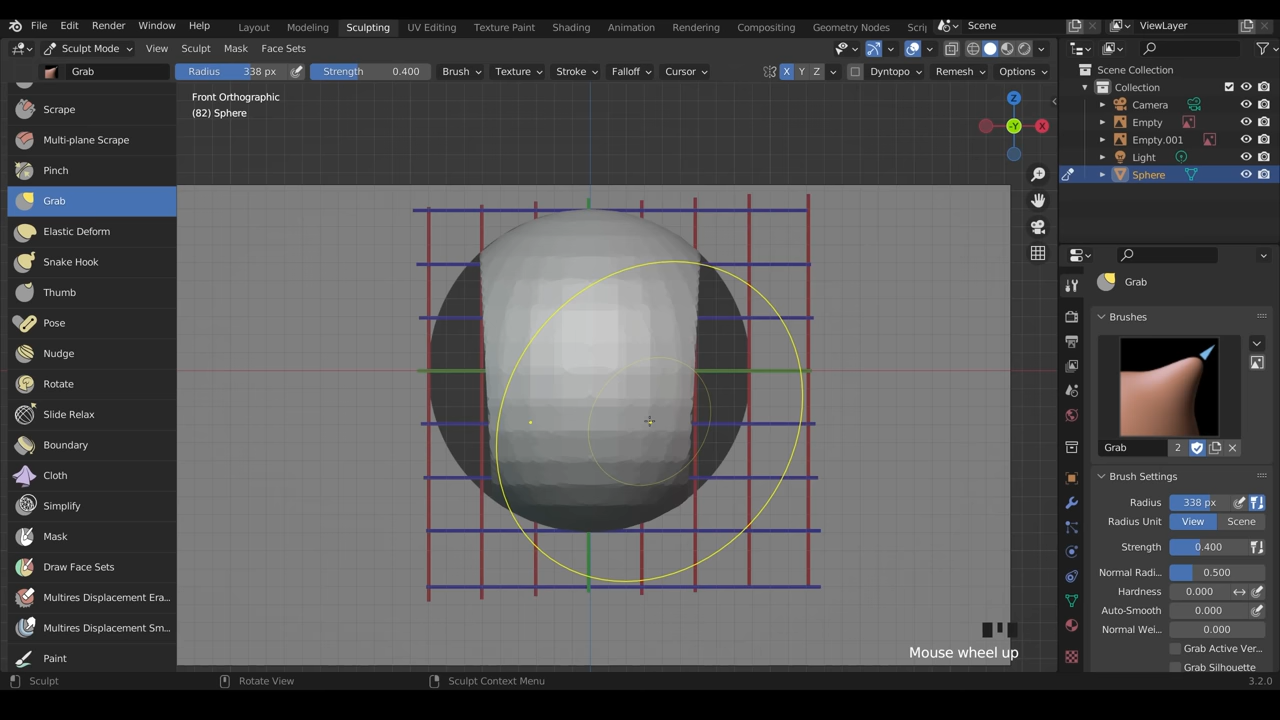 File Edit Render Window Help Layout Modeling Sculpting UV Editing Texture Paint Shading Animation Rendering Compositing Geometry Nodes Scri Scene ViewLayer
Sculpt Mode View Sculpt Mask Face Sets
Grab Radius 338 px Strength 0.400 Brush Texture Stroke Falloff Cursor X Y Z Dyntopo Remesh Options
Front Orthographic
(82) Sphere
Z
-Y
X
Scrape
Multi-plane Scrape
Pinch
Grab
Elastic Deform
Snake Hook
Thumb
Pose
Nudge
Rotate
Slide Relax
Boundary
Cloth
Simplify
Mask
Draw Face Sets
Multires Displacement Era...
Multires Displacement Sm...
Paint
Mouse wheel up
Scene Collection
Collection
Camera
Empty
Empty.001
Light
Sphere
Grab
Brushes
Grab 2
Brush Settings
Radius 338 px
Radius Unit View Scene
Strength 0.400
Normal Radi... 0.500
Hardness 0.000
Auto-Smooth 0.000
Normal Wei... 0.000
Grab Active Ver...
Grab Silhouette
Sculpt Rotate View Sculpt Context Menu 3.2.0